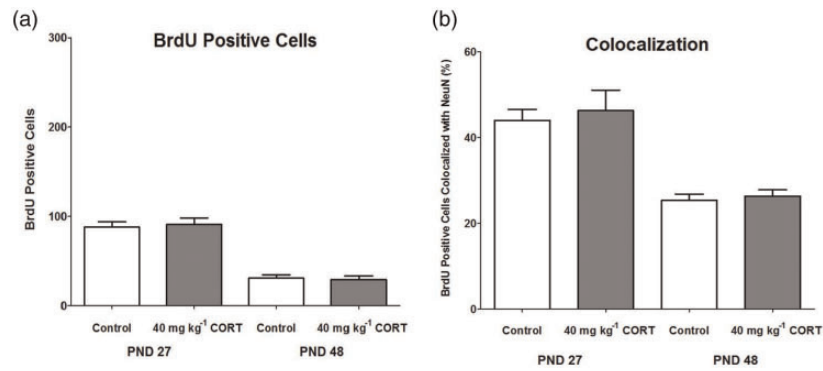 (a)
BrdU Positive Cells
BrdU Positive Cells
300
200
100
0
Control 40 mg kg⁻¹ CORT Control 40 mg kg⁻¹ CORT
PND 27 PND 48
(b)
Colocalization
BrdU Positive Cells Colocalized with NeuN (%)
60
40
20
0
Control 40 mg kg⁻¹ CORT Control 40 mg kg⁻¹ CORT
PND 27 PND 48